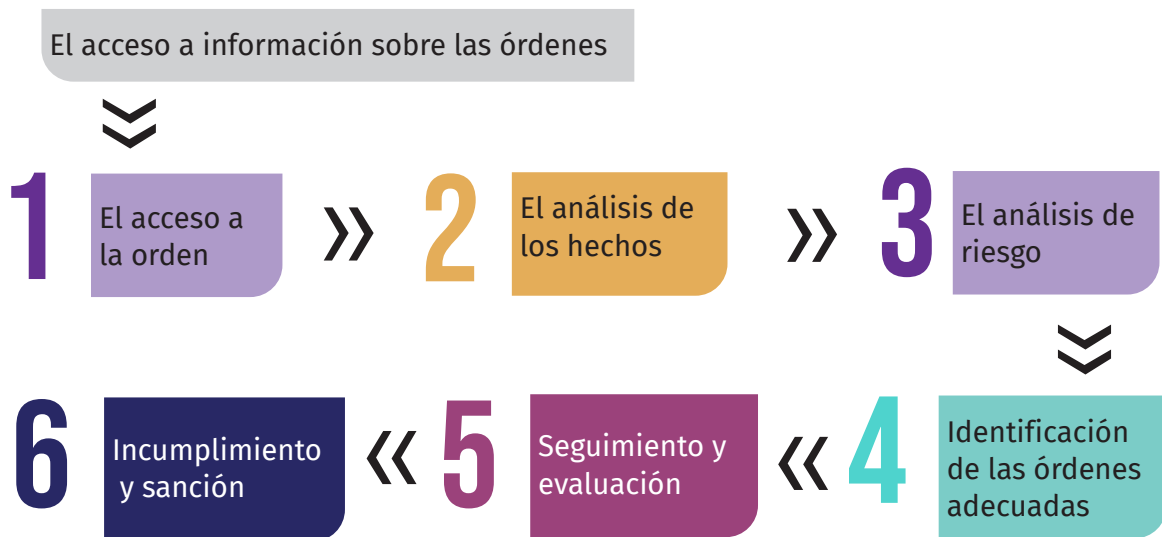 El acceso a información sobre las órdenes
1
El acceso a
la orden
2
El análisis de
los hechos
3
El análisis de
riesgo
4
Identificación
de las órdenes
adecuadas
5
Seguimiento y
evaluación
6
Incumplimiento
y sanción